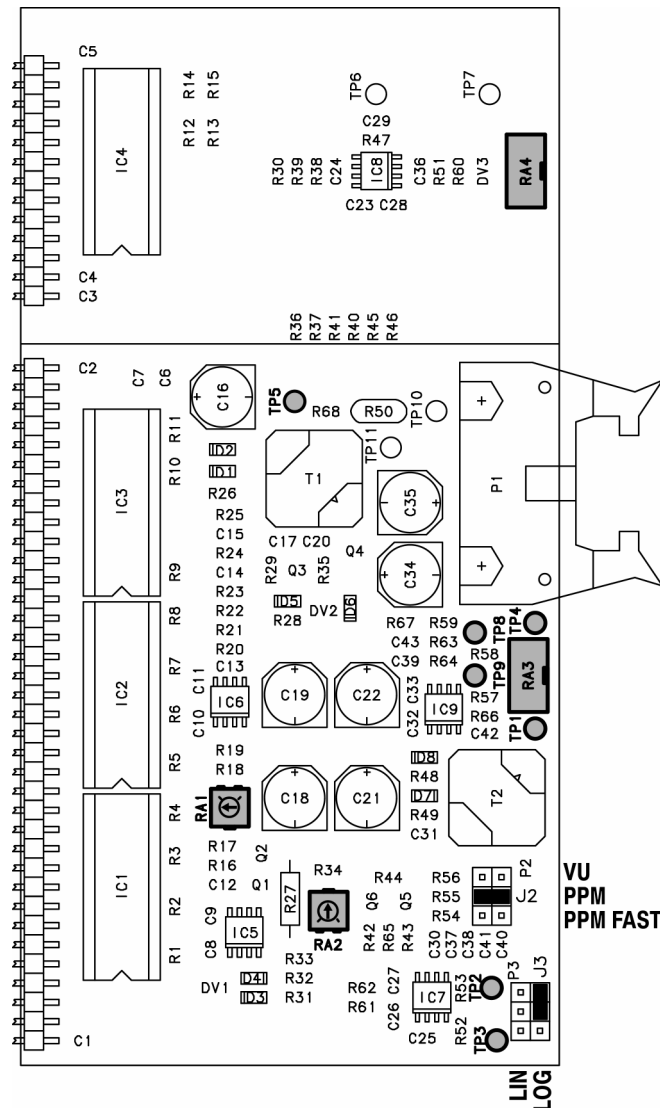 C5
R14 R15
TP6
TP7
C29
R12 R13
R47
IC4
R30 R39 R38 C24
IC8
C36 R51 R60 DV3
RA4
C23 C28
C4
C3
R36 R37 R41 R40 R45 R46
C2
C7 C6
C16
TP5
R68
R50
TP10
R11
TP11
D2
R10
D1
T1
P1
R26
C35
IC3
R25
C15
C17 C20
Q4
R24
R29 Q3 R35
C34
R9
C14
R23
D5
DV2
D6
R8
R22
R28
R67 R59
TP8
TP4
R21
C43 R63
R58
R20
C39 R64
TP9
R7
C13
RA3
IC2
C11
IC6
C19
C22
C33
IC9
R57
R6
C10
C32
R66
C42
TP1
R5
R19
D8
R18
R48
T2
RA1
C18
C21
D7
R4
R49
C31
R17
Q2
R3
R16
R34
R44
R56
P2
VU
IC1
C12 Q1
R27
Q6 Q5
R55
J2
PPM
R2
C9
RA2
R54
PPM FAST
IC5
R42 R65 R43
C30 C37 C38 C41 C40
R1
C8
R33
P3 J3
DV1
D4
R32
R62
C27
IC7
R53
TP2
D3
R31
R61
C26
C1
C25
R52
TP3
LIN
LOG